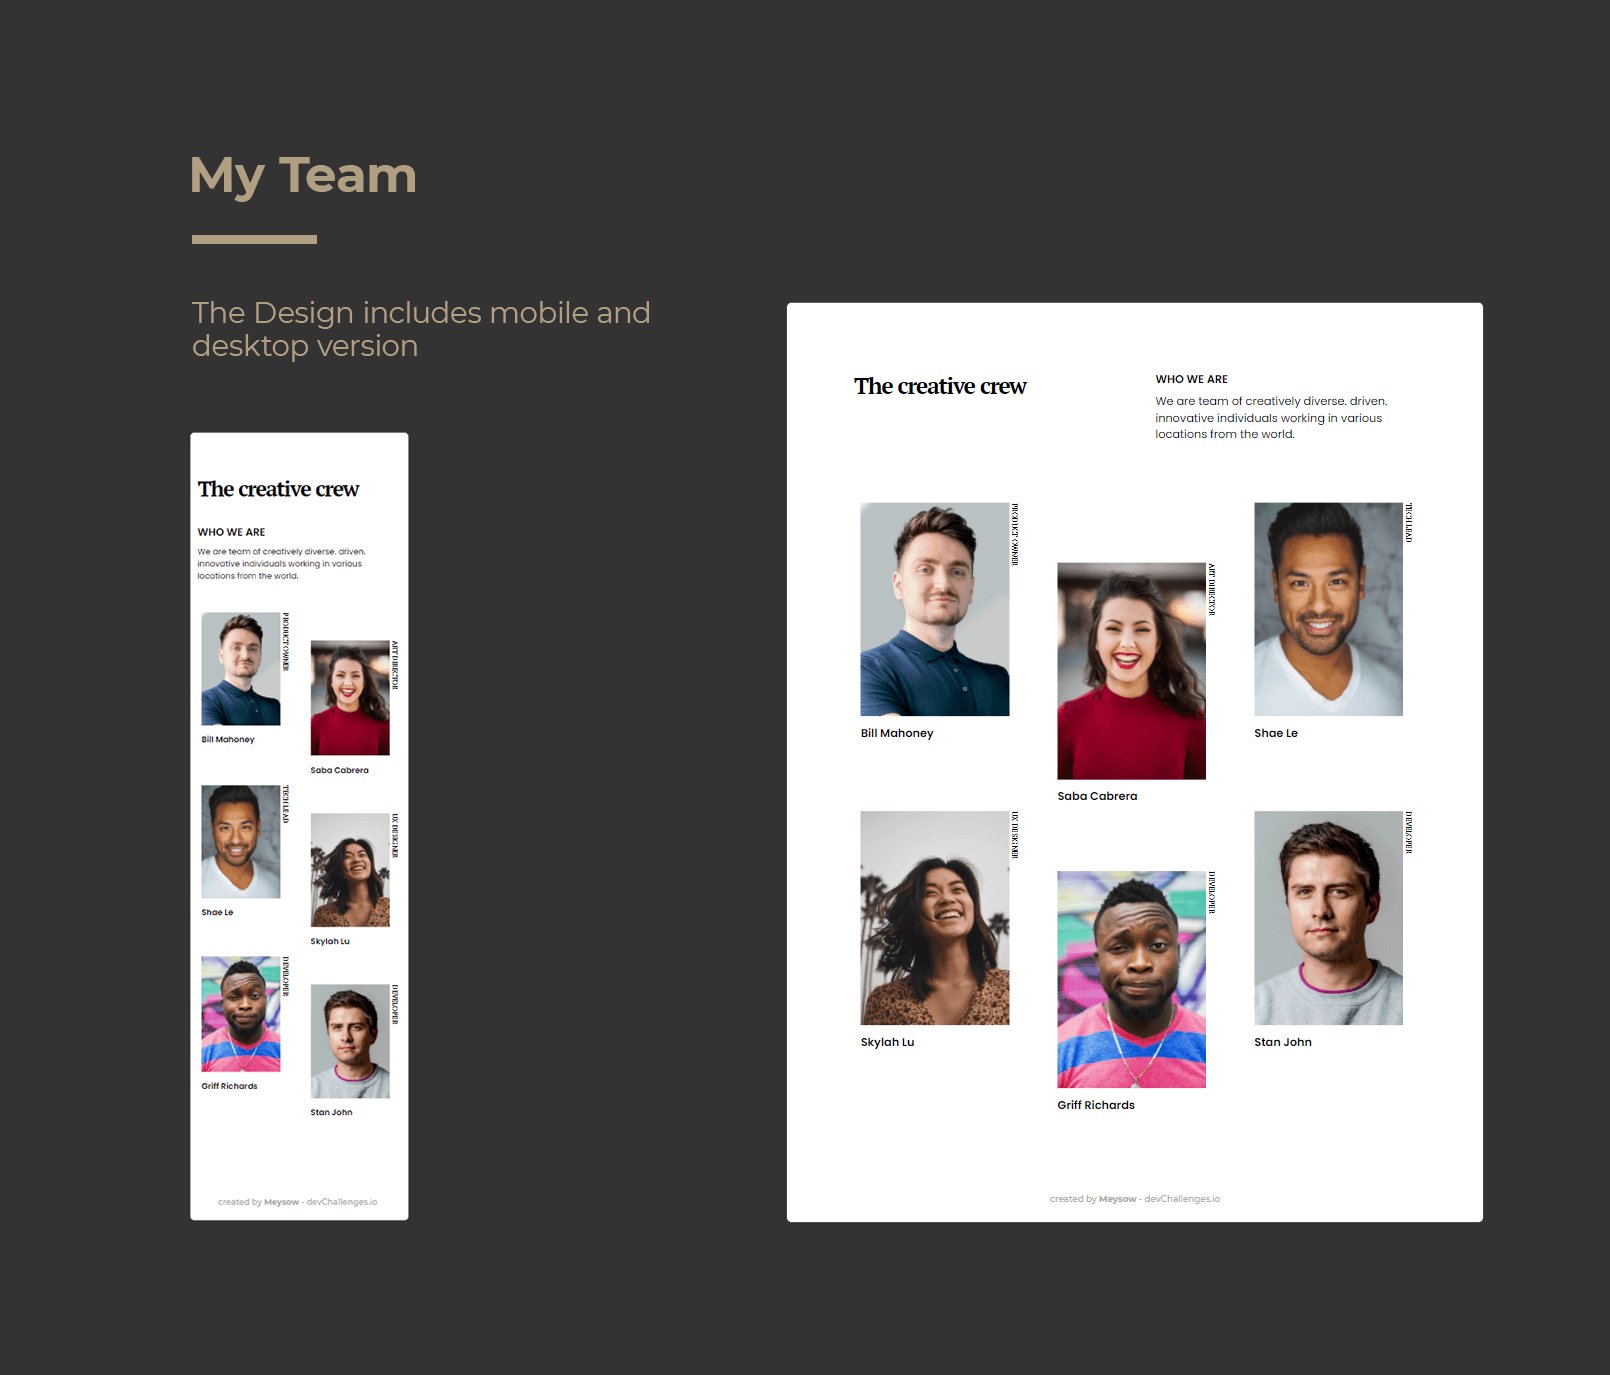 My Team
The Design includes mobile and
desktop version
The creative crew
WHO WE ARE
We are team of creatively diverse. driven.
innovative individuals working in various
locations from the world.
PRODUCT OWNER
Bill Mahoney
ART DIRECTOR
Saba Cabrera
TECH LEAD
Shae Le
UX DESIGNER
Skylah Lu
DEVELOPER
Griff Richards
DEVELOPER
Stan John
created by Meysow - devChallenges.io
The creative crew
WHO WE ARE
We are team of creatively diverse. driven.
innovative individuals working in various
locations from the world.
PRODUCT OWNER
Bill Mahoney
ART DIRECTOR
Saba Cabrera
TECH LEAD
Shae Le
UX DESIGNER
Skylah Lu
DEVELOPER
Griff Richards
DEVELOPER
Stan John
created by Meysow - devChallenges.io